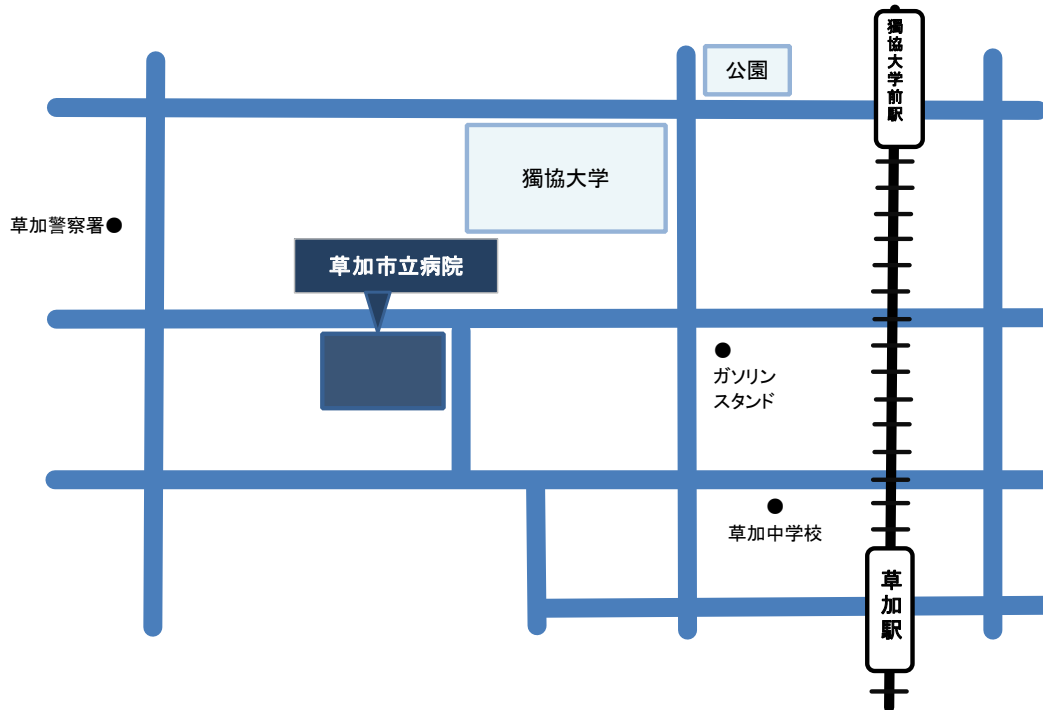 獨協大学前駅
公園
獨協大学
草加警察署
草加市立病院
ガソリン
スタンド
草加中学校
草加駅